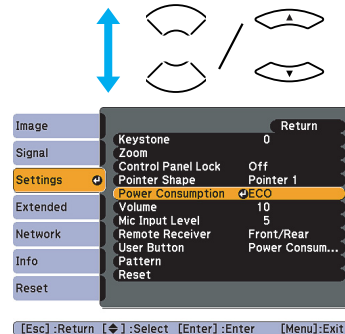 Image
Signal
Settings
Extended
Network
Info
Reset
Return
Keystone 0
Zoom
Control Panel Lock Off
Pointer Shape Pointer 1
Power Consumption ECO
Volume 10
Mic Input Level 5
Remote Receiver Front/Rear
User Button Power Consum...
Pattern
Reset
[Esc] :Return [◆] :Select [Enter] :Enter [Menu]:Exit